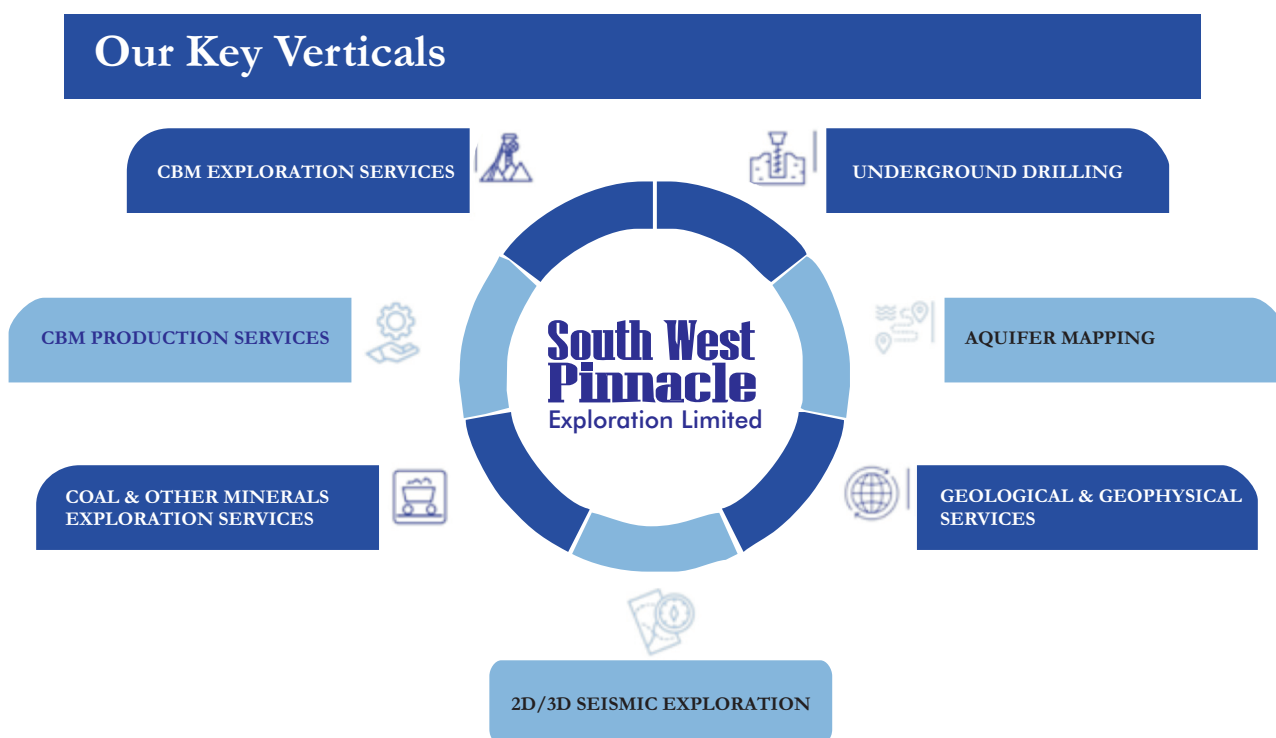 Our Key Verticals
CBM EXPLORATION SERVICES
UNDERGROUND DRILLING
CBM PRODUCTION SERVICES
AQUIFER MAPPING
South West
Pinnacle
Exploration Limited
COAL & OTHER MINERALS
EXPLORATION SERVICES
GEOLOGICAL & GEOPHYSICAL
SERVICES
2D/3D SEISMIC EXPLORATION